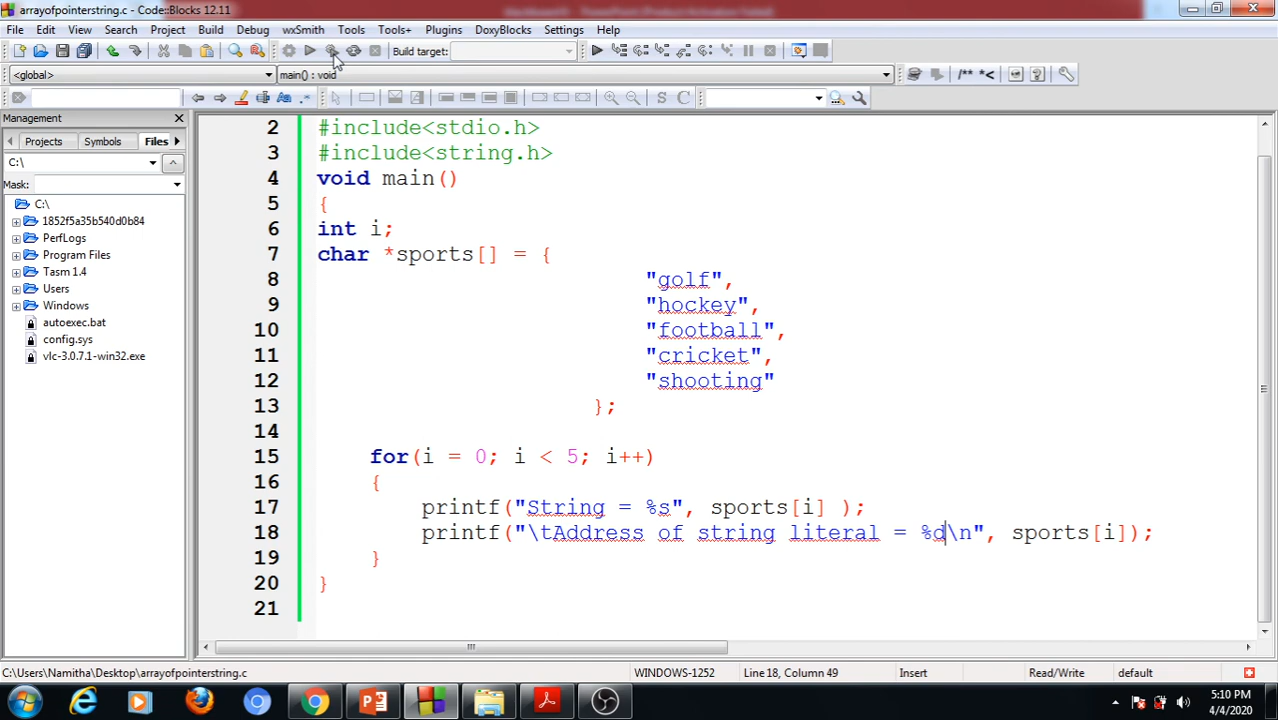 arrayofpointerstring.c - Code::Blocks 12.11
File Edit View Search Project Build Debug wxSmith Tools Tools+ Plugins DoxyBlocks Settings Help
Build target:
<global>
main() : void
/** *<
S C
Management
Projects Symbols Files
C:\
Mask:
C:\
1852f5a35b540d0b84
PerfLogs
Program Files
Tasm 1.4
Users
Windows
autoexec.bat
config.sys
vlc-3.0.7.1-win32.exe
2 #include<stdio.h>
3 #include<string.h>
4 void main()
5 {
6 int i;
7 char *sports[] = {
8 "golf",
9 "hockey",
10 "football",
11 "cricket",
12 "shooting"
13 };
14
15 for(i = 0; i < 5; i++)
16 {
17 printf("String = %s", sports[i] );
18 printf("\tAddress of string literal = %d\n", sports[i]);
19 }
20 }
21
C:\Users\Namitha\Desktop\arrayofpointerstring.c WINDOWS-1252 Line 18, Column 49 Insert Read/Write default
5:10 PM
4/4/2020